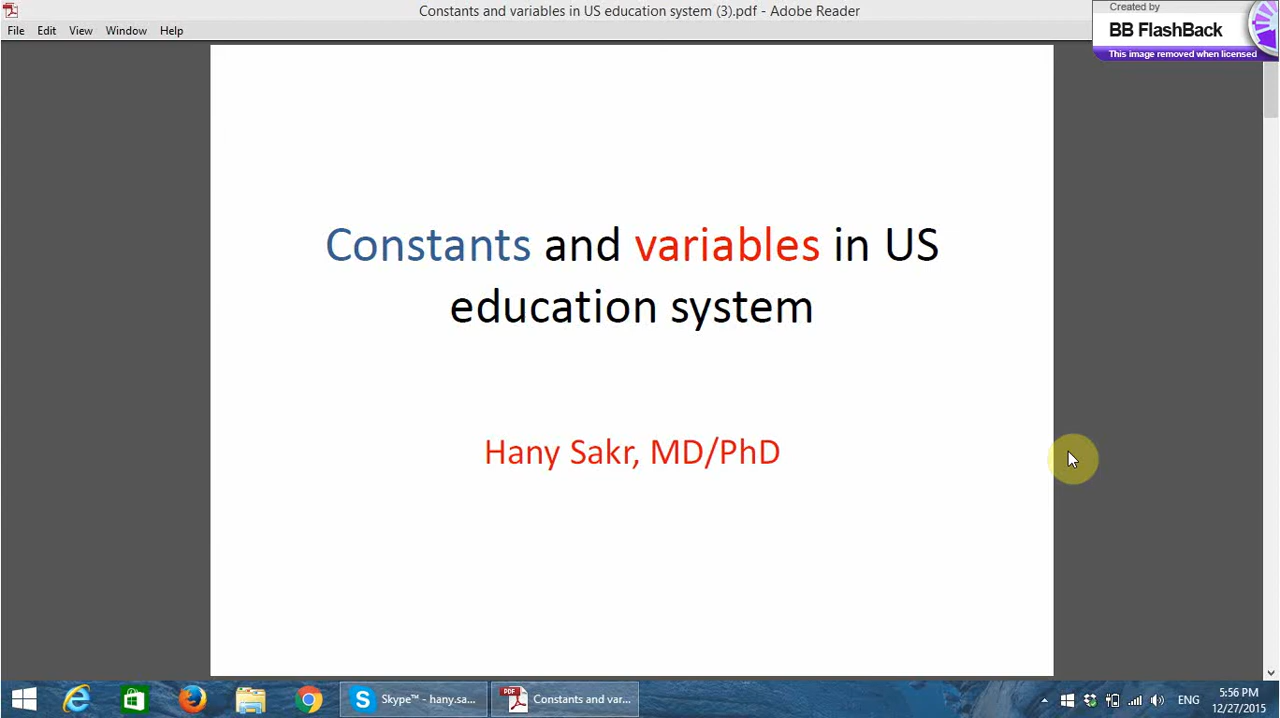 Constants and variables in US education system (3).pdf - Adobe Reader
Created by
BB FlashBack
This image removed when licensed
File Edit View Window Help
Constants and variables in US
education system
Hany Sakr, MD/PhD
Skype™ - hany.sa...
PDF
Constants and var...
ENG
5:56 PM
12/27/2015